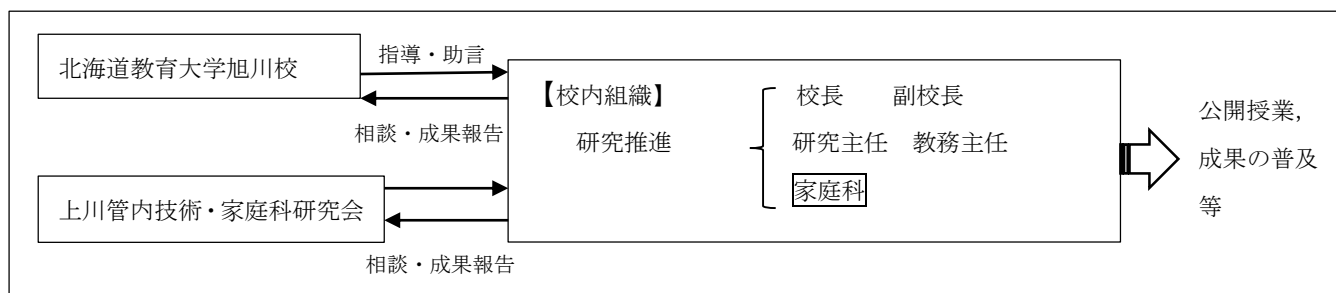 北海道教育大学旭川校
指導・助言
相談・成果報告
上川管内技術・家庭科研究会
相談・成果報告
【校内組織】
研究推進
校長 副校長
研究主任 教務主任
家庭科
公開授業，
成果の普及
等